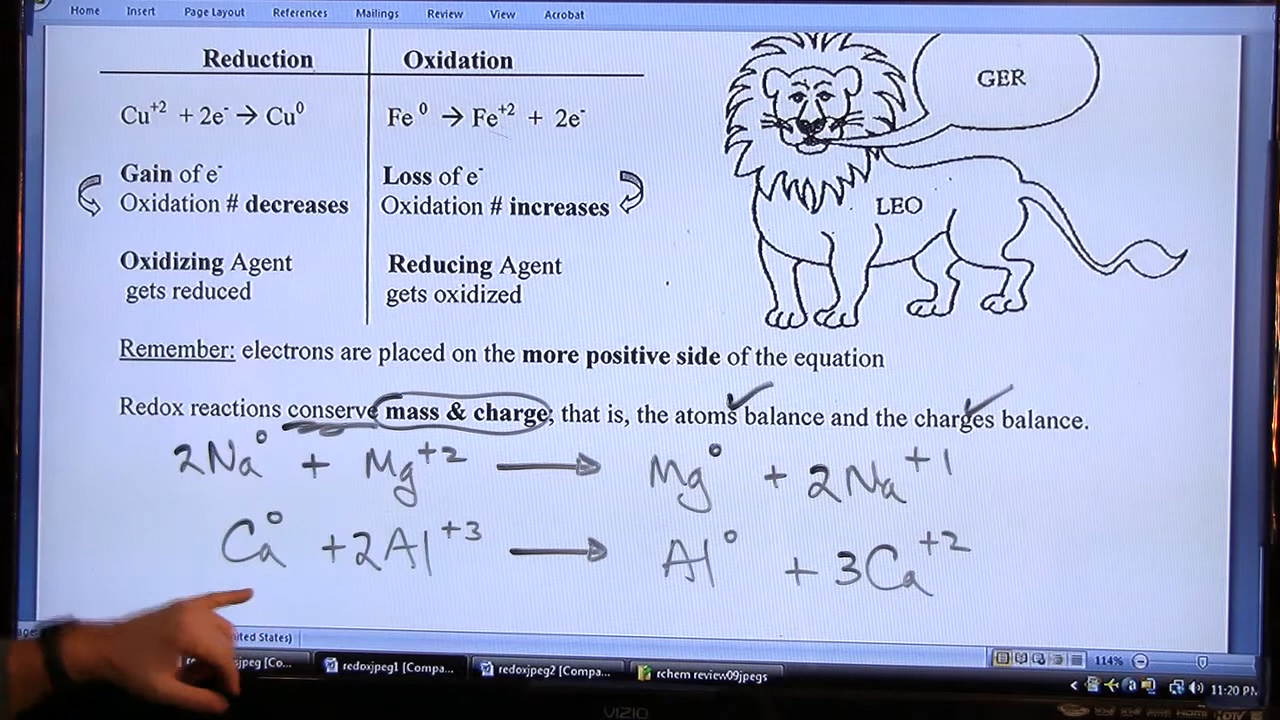 Home Insert Page Layout References Mailings Review View Acrobat
Reduction Oxidation
Cu⁺² + 2e⁻ → Cu⁰ Fe⁰ → Fe⁺² + 2e⁻
Gain of e⁻ Loss of e⁻
Oxidation # decreases Oxidation # increases
Oxidizing Agent Reducing Agent
gets reduced gets oxidized
GER
LEO
Remember: electrons are placed on the more positive side of the equation
Redox reactions conserve mass & charge; that is, the atoms balance and the charges balance.
2Na⁰ + Mg⁺² → Mg⁰ + 2Na⁺¹
Ca⁰ + 2Al⁺³ → Al⁰ + 3Ca⁺²
United States) 114%
redoxjpeg1 [Compa... redoxjpeg2 [Compa... rchem review09jpegs 11:20 PM
VIZIO